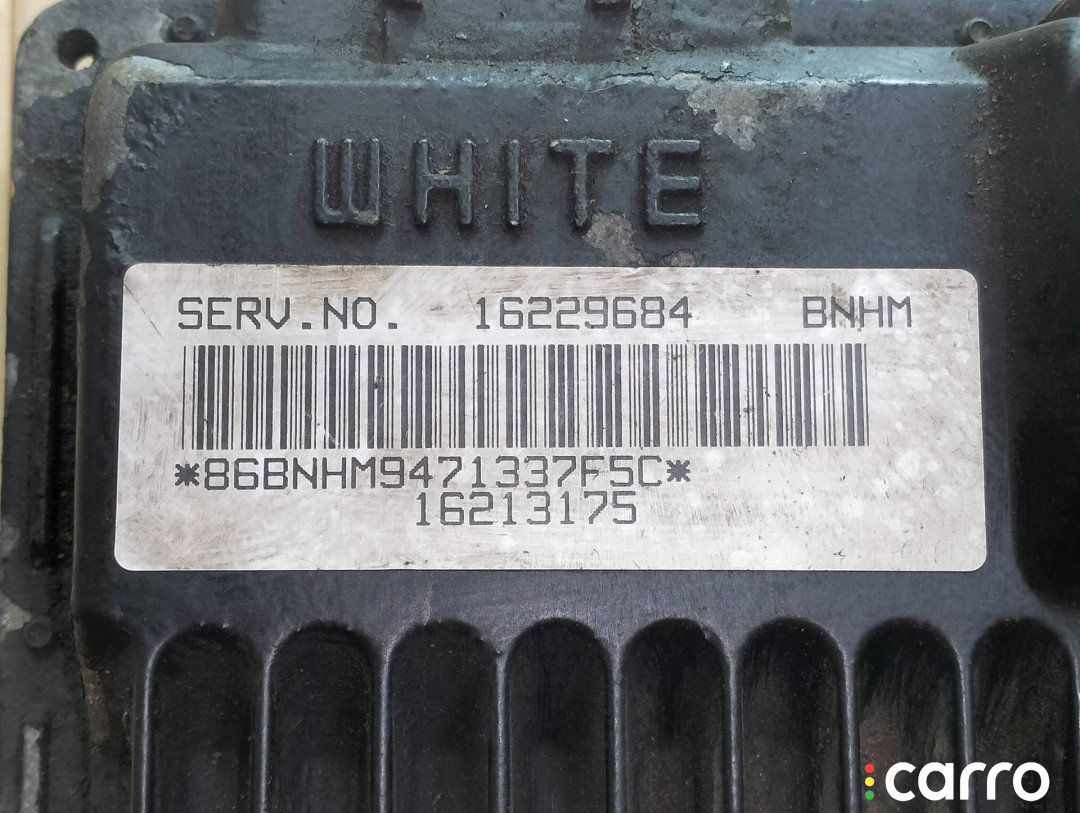 WHITE
SERV.NO. 16229684 BNHM
*86BNHM9471337F5C*
16213175
carro